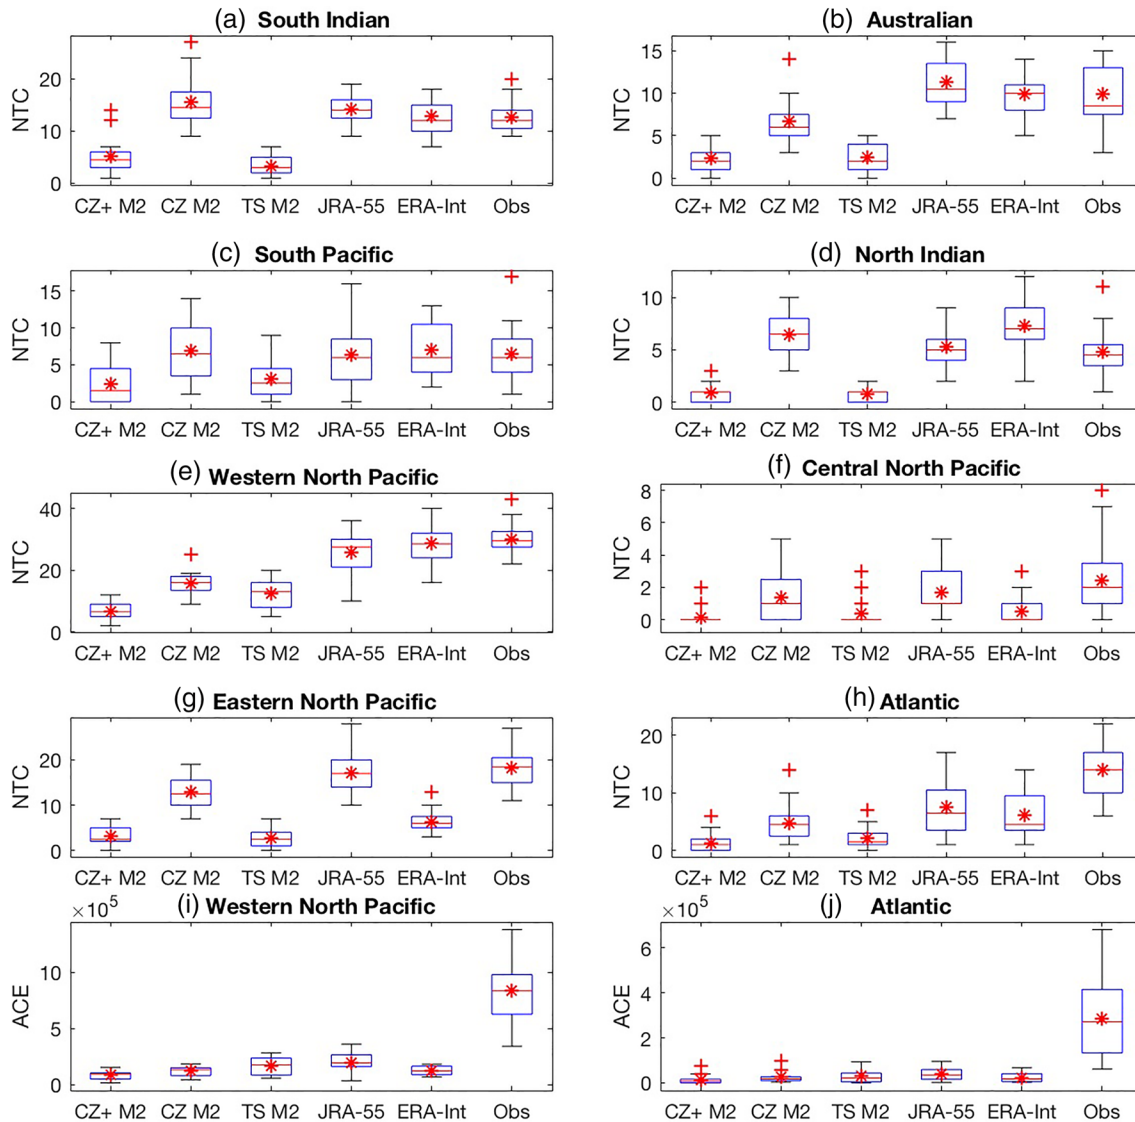 (a) South Indian
NTC
20
10
0
CZ+ M2 CZ M2 TS M2 JRA-55 ERA-Int Obs
(b) Australian
NTC
15
10
5
0
CZ+ M2 CZ M2 TS M2 JRA-55 ERA-Int Obs
(c) South Pacific
NTC
15
10
5
0
CZ+ M2 CZ M2 TS M2 JRA-55 ERA-Int Obs
(d) North Indian
NTC
10
5
0
CZ+ M2 CZ M2 TS M2 JRA-55 ERA-Int Obs
(e) Western North Pacific
NTC
40
20
0
CZ+ M2 CZ M2 TS M2 JRA-55 ERA-Int Obs
(f) Central North Pacific
NTC
8
6
4
2
0
CZ+ M2 CZ M2 TS M2 JRA-55 ERA-Int Obs
(g) Eastern North Pacific
NTC
20
10
0
CZ+ M2 CZ M2 TS M2 JRA-55 ERA-Int Obs
(h) Atlantic
NTC
20
10
0
CZ+ M2 CZ M2 TS M2 JRA-55 ERA-Int Obs
×10⁵ (i) Western North Pacific
ACE
10
5
0
CZ+ M2 CZ M2 TS M2 JRA-55 ERA-Int Obs
×10⁵ (j) Atlantic
ACE
6
4
2
0
CZ+ M2 CZ M2 TS M2 JRA-55 ERA-Int Obs